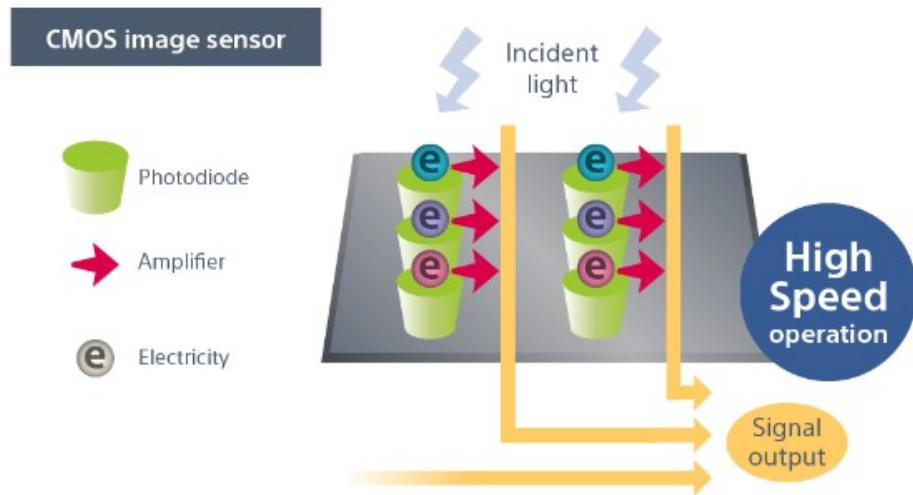 CMOS image sensor
Incident
light
Photodiode
Amplifier
Electricity
e
e
e
e
e
e
e
High
Speed
operation
Signal
output